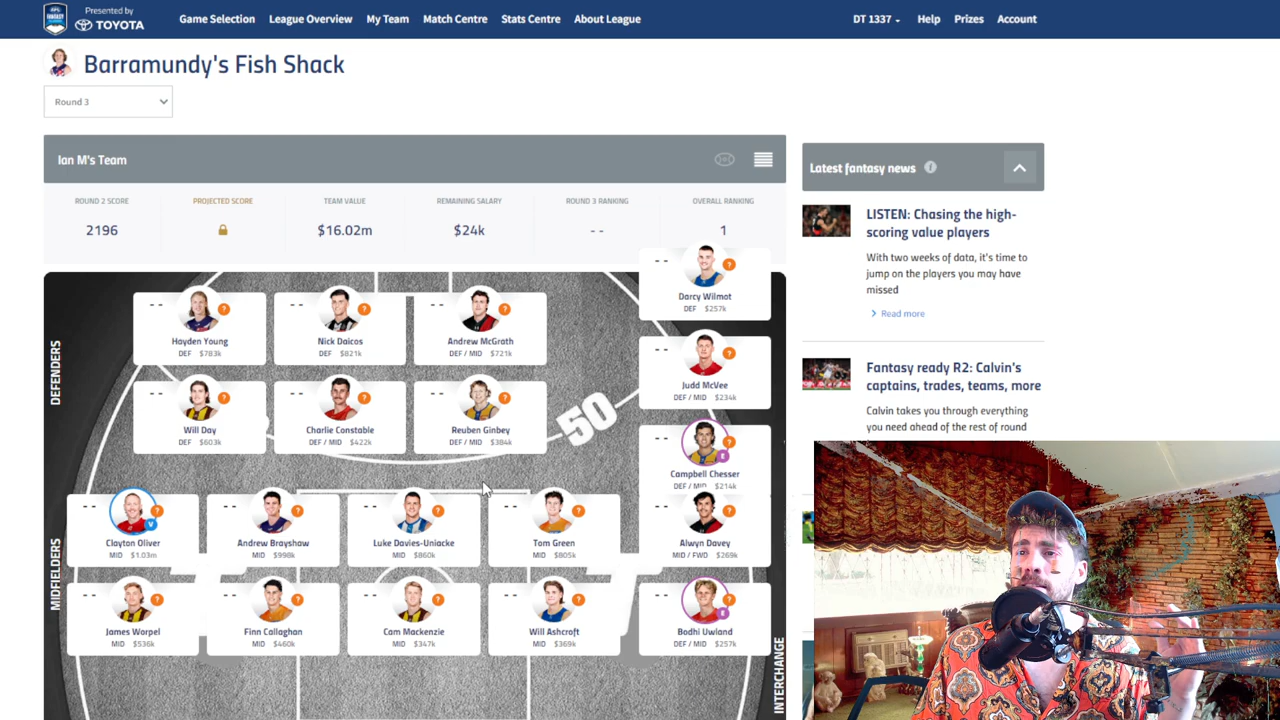 Presented by
TOYOTA
Game Selection
League Overview
My Team
Match Centre
Stats Centre
About League
DT 1337
Help
Prizes
Account
Barramundy's Fish Shack
Round 3
Ian M's Team
ROUND 2 SCORE
2196
PROJECTED SCORE
TEAM VALUE
$16.02m
REMAINING SALARY
$24k
ROUND 3 RANKING
- -
OVERALL RANKING
1
Latest fantasy news
LISTEN: Chasing the high-
scoring value players
With two weeks of data, it's time to
jump on the players you may have
missed
Read more
Fantasy ready R2: Calvin's
captains, trades, teams, more
Calvin takes you through everything
you need ahead of the rest of round
DEFENDERS
- - ?
Hayden Young
DEF $783k
- - ?
Nick Daicos
DEF $821k
- - ?
Andrew McGrath
DEF / MID $721k
- - ?
Darcy Wilmot
DEF $257k
- - ?
Will Day
DEF $603k
- - ?
Charlie Constable
DEF / MID $422k
- - ?
Reuben Ginbey
DEF / MID $384k
50
- - ?
Judd McVee
DEF / MID $234k
- - ? E
Campbell Chesser
DEF / MID $214k
MIDFIELDERS
- - ? V
Clayton Oliver
MID $1.03m
- - ?
Andrew Brayshaw
MID $998k
- - ?
Luke Davies-Uniacke
MID $860k
- - ?
Tom Green
MID $805k
- - ?
Alwyn Davey
MID / FWD $269k
- - ?
James Worpel
MID $536k
- - ?
Finn Callaghan
MID $460k
- - ?
Cam Mackenzie
MID $347k
- - ?
Will Ashcroft
MID $369k
- - ? E
Bodhi Uwland
DEF / MID $257k
INTERCHANGE